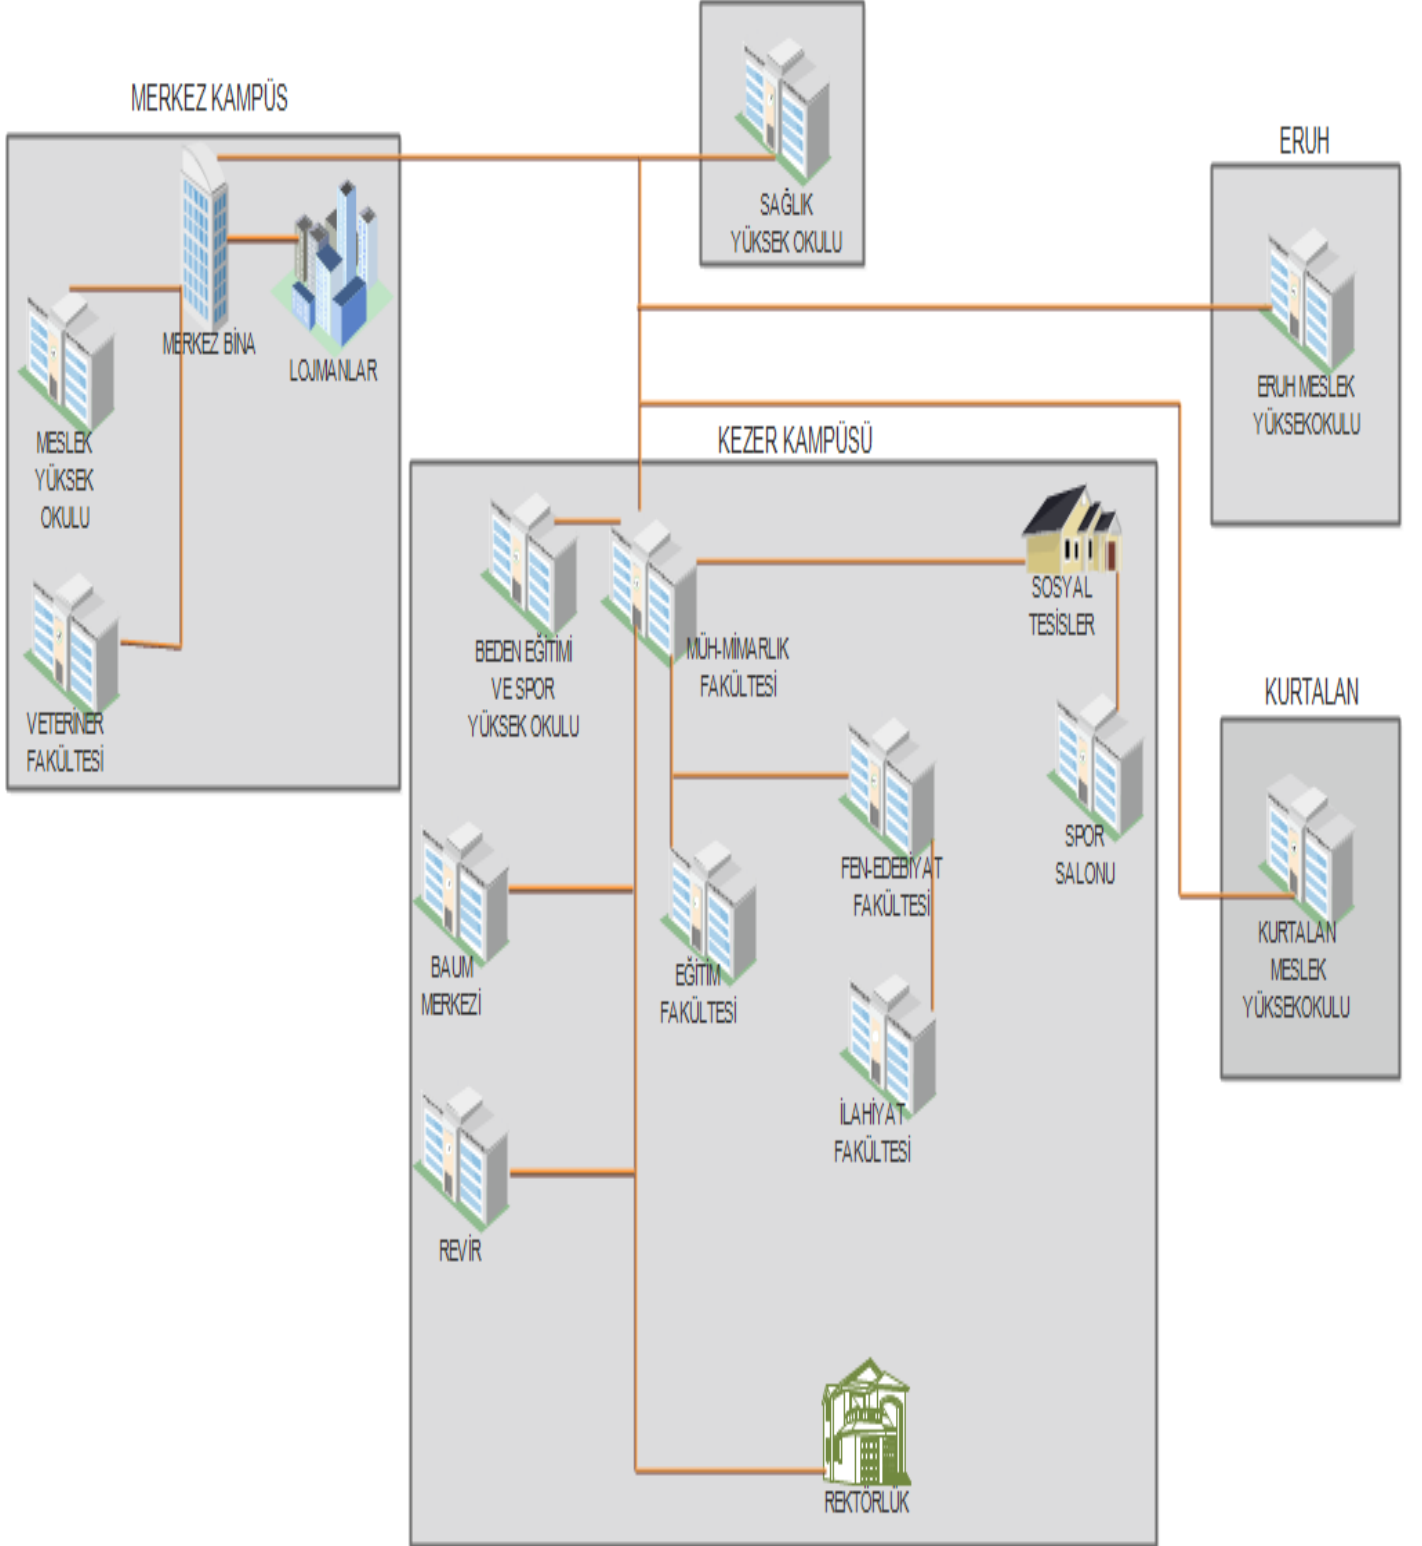 MERKEZ KAMPÜS
MERKEZ BİNA
LOJMANLAR
MESLEK
YÜKSEK
OKULU
VETERİNER
FAKÜLTESİ
SAĞLIK
YÜKSEK OKULU
ERUH
ERUH MESLEK
YÜKSEKOKULU
KEZER KAMPÜSÜ
BEDEN EĞİTİMİ
VE SPOR
YÜKSEK OKULU
MÜH-MİMARLIK
FAKÜLTESİ
SOSYAL
TESİSLER
SPOR
SALONU
FEN-EDEBİYAT
FAKÜLTESİ
BAUM
MERKEZİ
EĞİTİM
FAKÜLTESİ
İLAHİYAT
FAKÜLTESİ
REVİR
REKTÖRLÜK
KURTALAN
KURTALAN
MESLEK
YÜKSEKOKULU